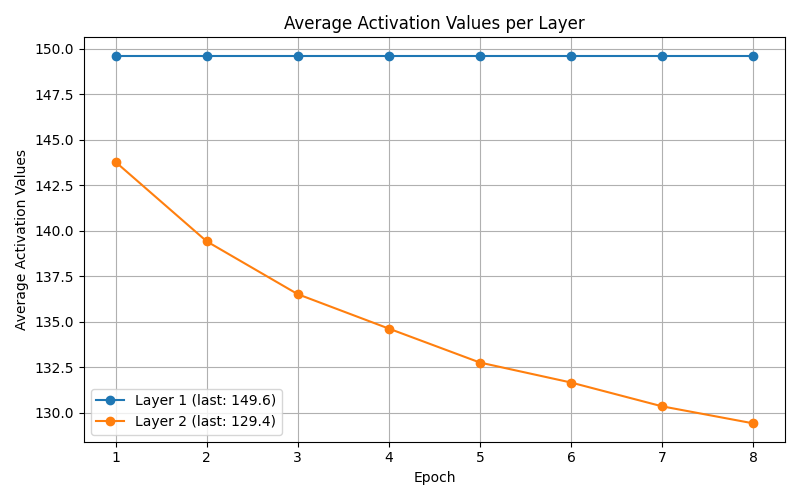 Average Activation Values per Layer
Average Activation Values
150.0
147.5
145.0
142.5
140.0
137.5
135.0
132.5
130.0
Layer 1 (last: 149.6)
Layer 2 (last: 129.4)
1 2 3 4 5 6 7 8
Epoch